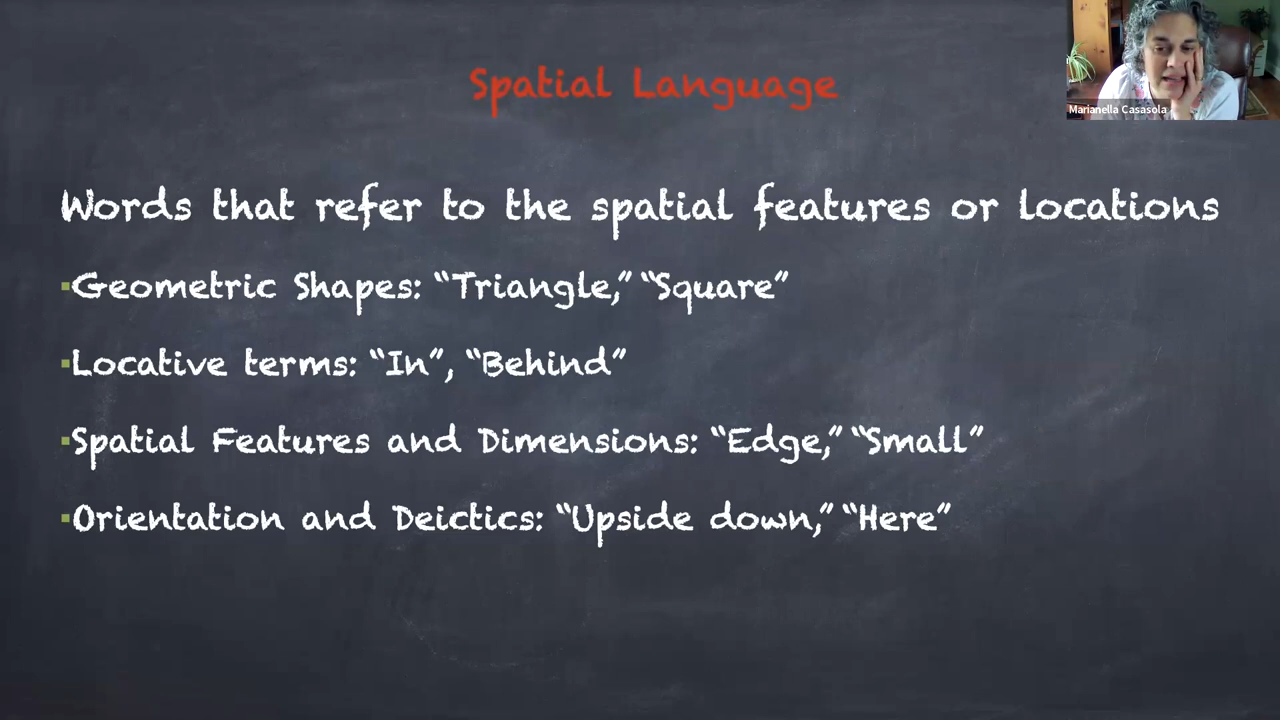 Spatial Language
Marianella Casasola
Words that refer to the spatial features or locations
▪Geometric Shapes: “Triangle,” “Square”
▪Locative terms: “In”, “Behind”
▪Spatial Features and Dimensions: “Edge,” “Small”
▪Orientation and Deictics: “Upside down,” “Here”